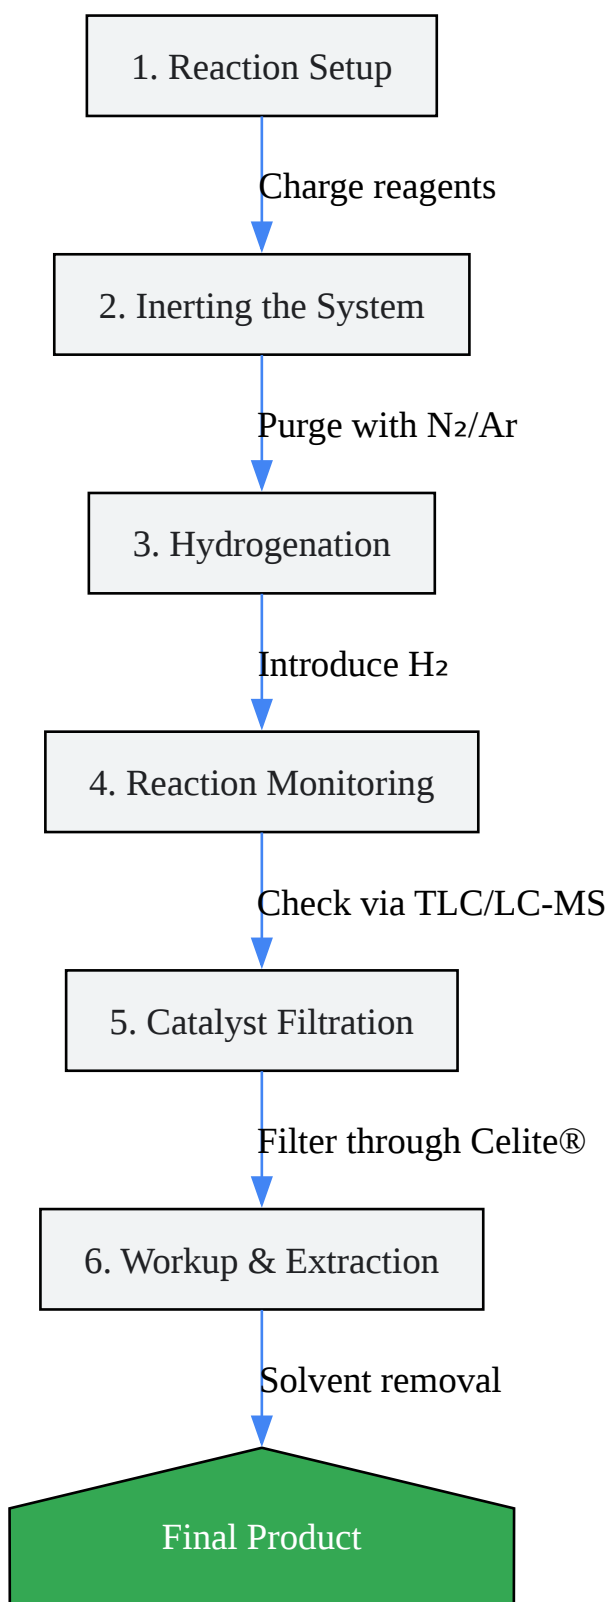 1. Reaction Setup
Charge reagents
2. Inerting the System
Purge with N₂/Ar
3. Hydrogenation
Introduce H₂
4. Reaction Monitoring
Check via TLC/LC-MS
5. Catalyst Filtration
Filter through Celite®
6. Workup & Extraction
Solvent removal
Final Product